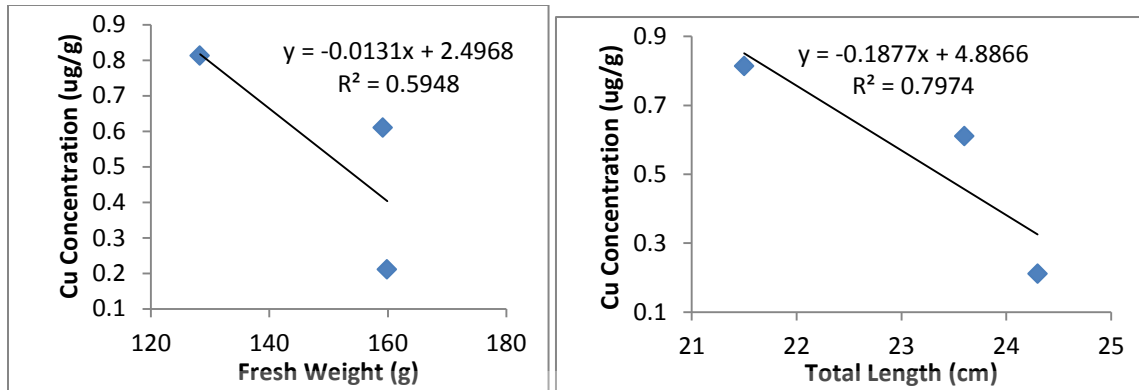 0.9
0.8
0.7
0.6
0.5
0.4
0.3
0.2
0.1
Cu Concentration (ug/g)
y = -0.0131x + 2.4968
R² = 0.5948
120
140
160
180
Fresh Weight (g)
0.9
0.7
0.5
0.3
0.1
Cu Concentration (ug/g)
y = -0.1877x + 4.8866
R² = 0.7974
21
22
23
24
25
Total Length (cm)